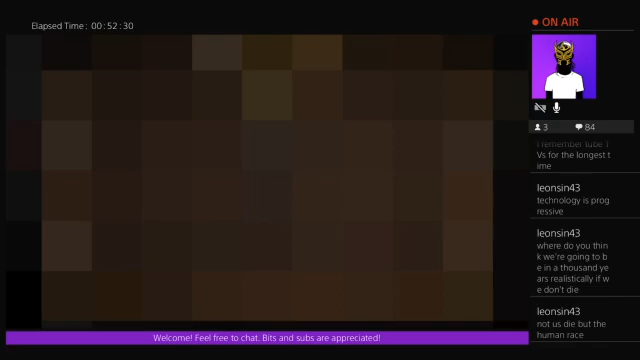 Elapsed Time: 00:52:30
ON AIR
3
84
i remember tube T
Vs for the longest t
ime
leonsin43
technology is prog
ressive
leonsin43
where do you thin
k we're going to b
e in a thousand ye
ars realistically if w
e don't die
leonsin43
not us die but the
human race
Welcome! Feel free to chat. Bits and subs are appreciated!